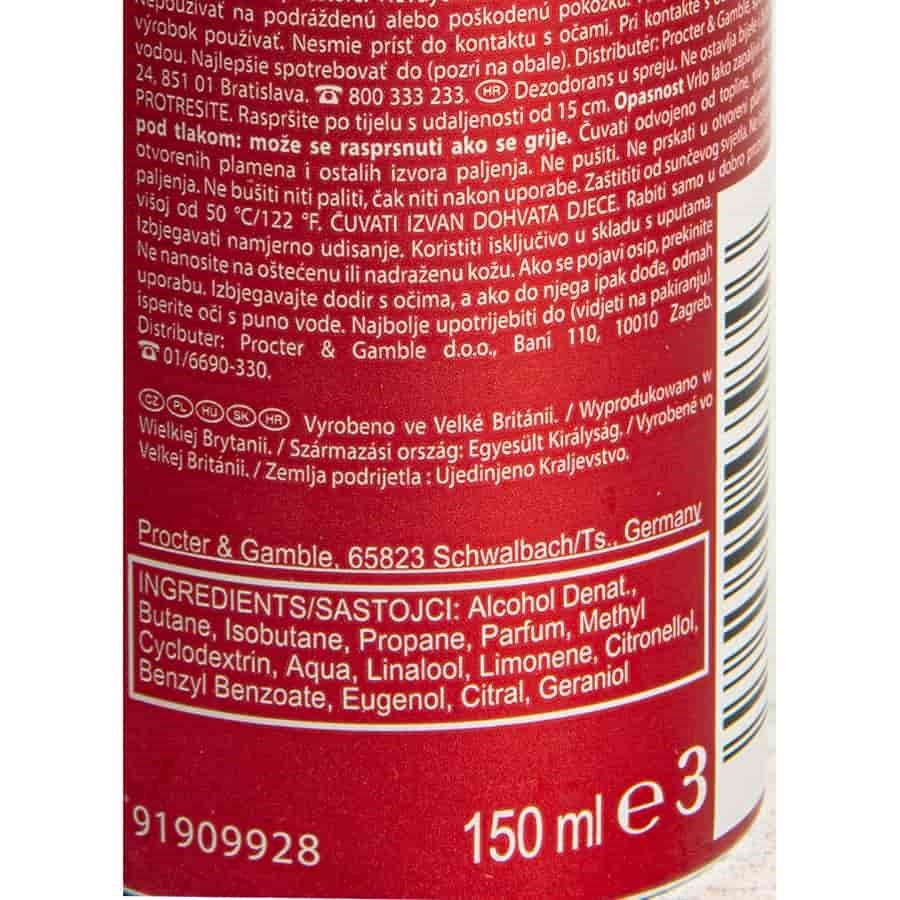 Nepoužívať na podráždenú alebo poškodenú pokožku.
výrobok používať. Nesmie prísť do kontaktu s očami. Pri kontakte s
vodou. Najlepšie spotrebovať do (pozri na obale). Distributér: Procter & Gamble,
24, 851 01 Bratislava. ☎ 800 333 233. HR Dezodorans u spreju. Ne ostavlja bijele
PROTRESITE. Raspršite po tijelu s udaljenosti od 15 cm. Opasnost Vrlo lako zapaljivi
pod tlakom: može se rasprsnuti ako se grije. Čuvati odvojeno od topline,
otvorenih plamena i ostalih izvora paljenja. Ne pušiti. Ne prskati u otvoreni
paljenja. Ne bušiti niti paliti, čak niti nakon uporabe. Zaštititi od sunčevog svjetla. Ne
višoj od 50 °C/122 °F. ČUVATI IZVAN DOHVATA DJECE. Rabiti samo u dobro
Izbjegavati namjerno udisanje. Koristiti isključivo u skladu s uputama.
Ne nanosite na oštećenu ili nadraženu kožu. Ako se pojavi osip, prekinite
uporabu. Izbjegavajte dodir s očima, a ako do njega ipak dođe, odmah
isperite oči s puno vode. Najbolje upotrijebiti do (vidjeti na pakiranju).
Distributer: Procter & Gamble d.o.o., Bani 110, 10010 Zagreb.
☎ 01/6690-330.
CZ PL HU SK HR Vyrobeno ve Velké Británii. / Wyprodukowano w
Wielkiej Brytanii. / Származási ország: Egyesült Királyság. / Vyrobené vo
Veľkej Británii. / Zemlja podrijetla : Ujedinjeno Kraljevstvo.
Procter & Gamble, 65823 Schwalbach/Ts., Germany
INGREDIENTS/SASTOJCI: Alcohol Denat.,
Butane, Isobutane, Propane, Parfum, Methyl
Cyclodextrin, Aqua, Linalool, Limonene, Citronellol,
Benzyl Benzoate, Eugenol, Citral, Geraniol
91909928
150 ml e 3